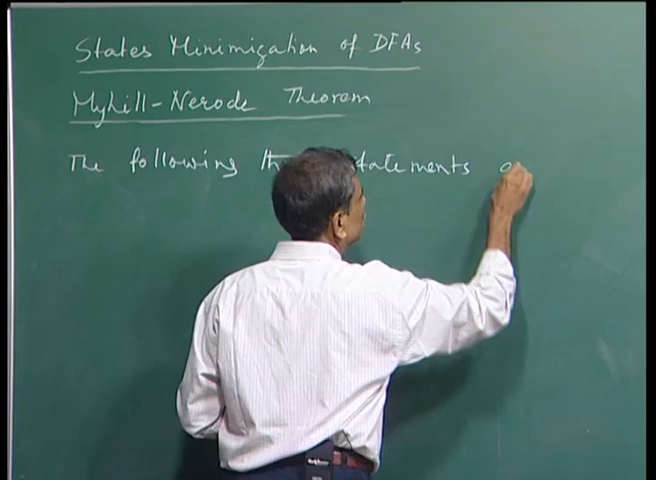 States Minimization of DFAs
Myhill-Nerode Theorem
The following statements